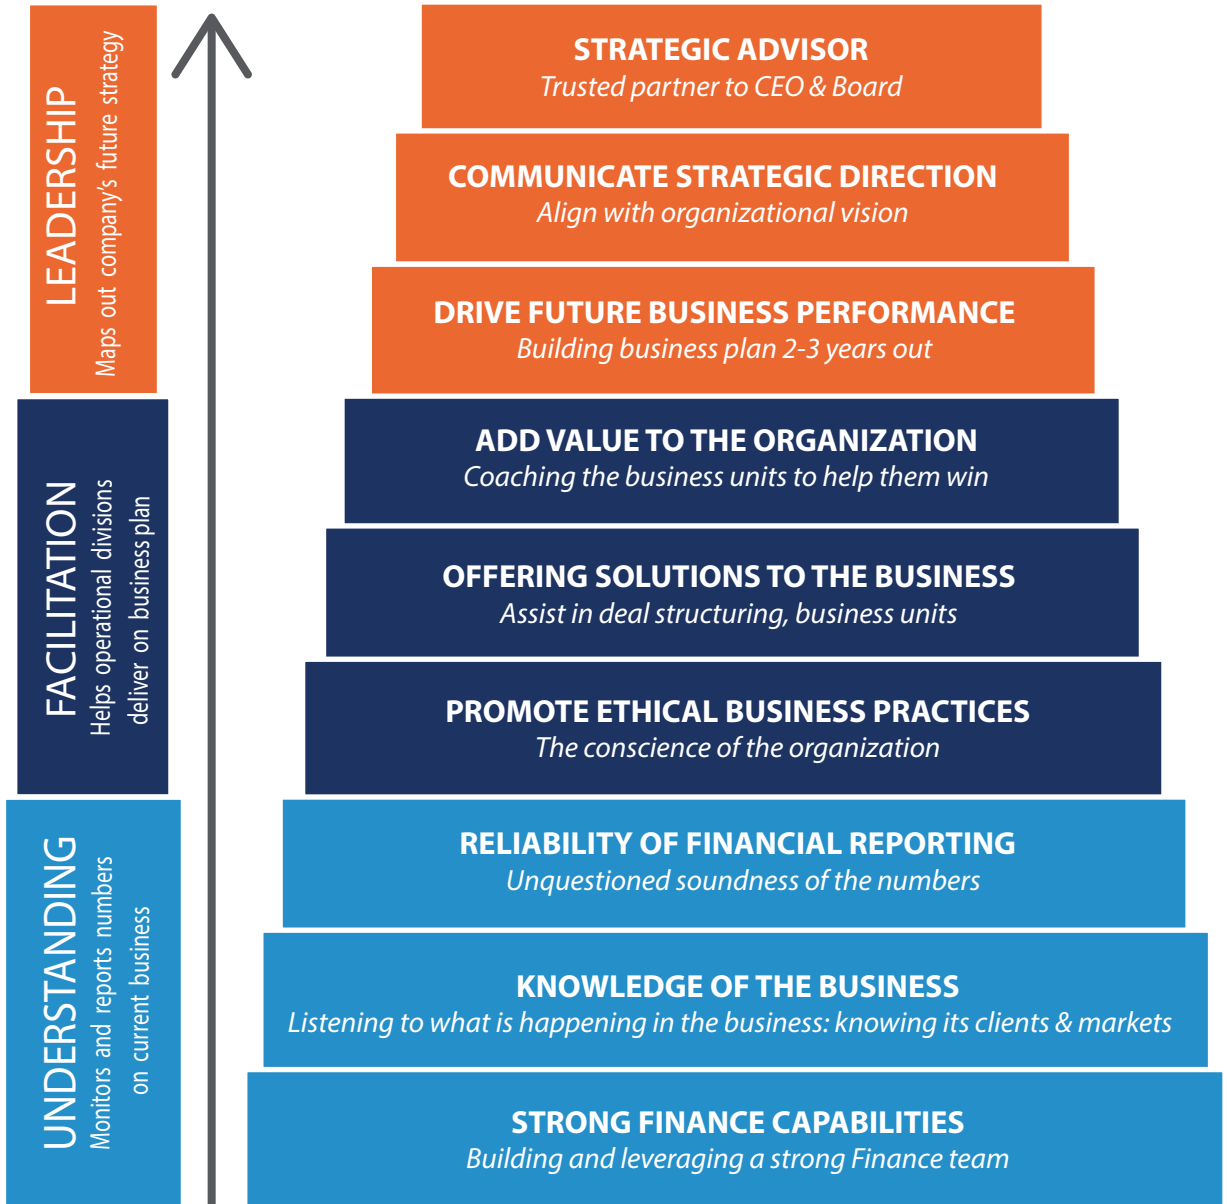 LEADERSHIP
Maps out company's future strategy
STRATEGIC ADVISOR
Trusted partner to CEO & Board
COMMUNICATE STRATEGIC DIRECTION
Align with organizational vision
DRIVE FUTURE BUSINESS PERFORMANCE
Building business plan 2-3 years out
FACILITATION
Helps operational divisions
deliver on business plan
ADD VALUE TO THE ORGANIZATION
Coaching the business units to help them win
OFFERING SOLUTIONS TO THE BUSINESS
Assist in deal structuring, business units
PROMOTE ETHICAL BUSINESS PRACTICES
The conscience of the organization
UNDERSTANDING
Monitors and reports numbers
on current business
RELIABILITY OF FINANCIAL REPORTING
Unquestioned soundness of the numbers
KNOWLEDGE OF THE BUSINESS
Listening to what is happening in the business: knowing its clients & markets
STRONG FINANCE CAPABILITIES
Building and leveraging a strong Finance team